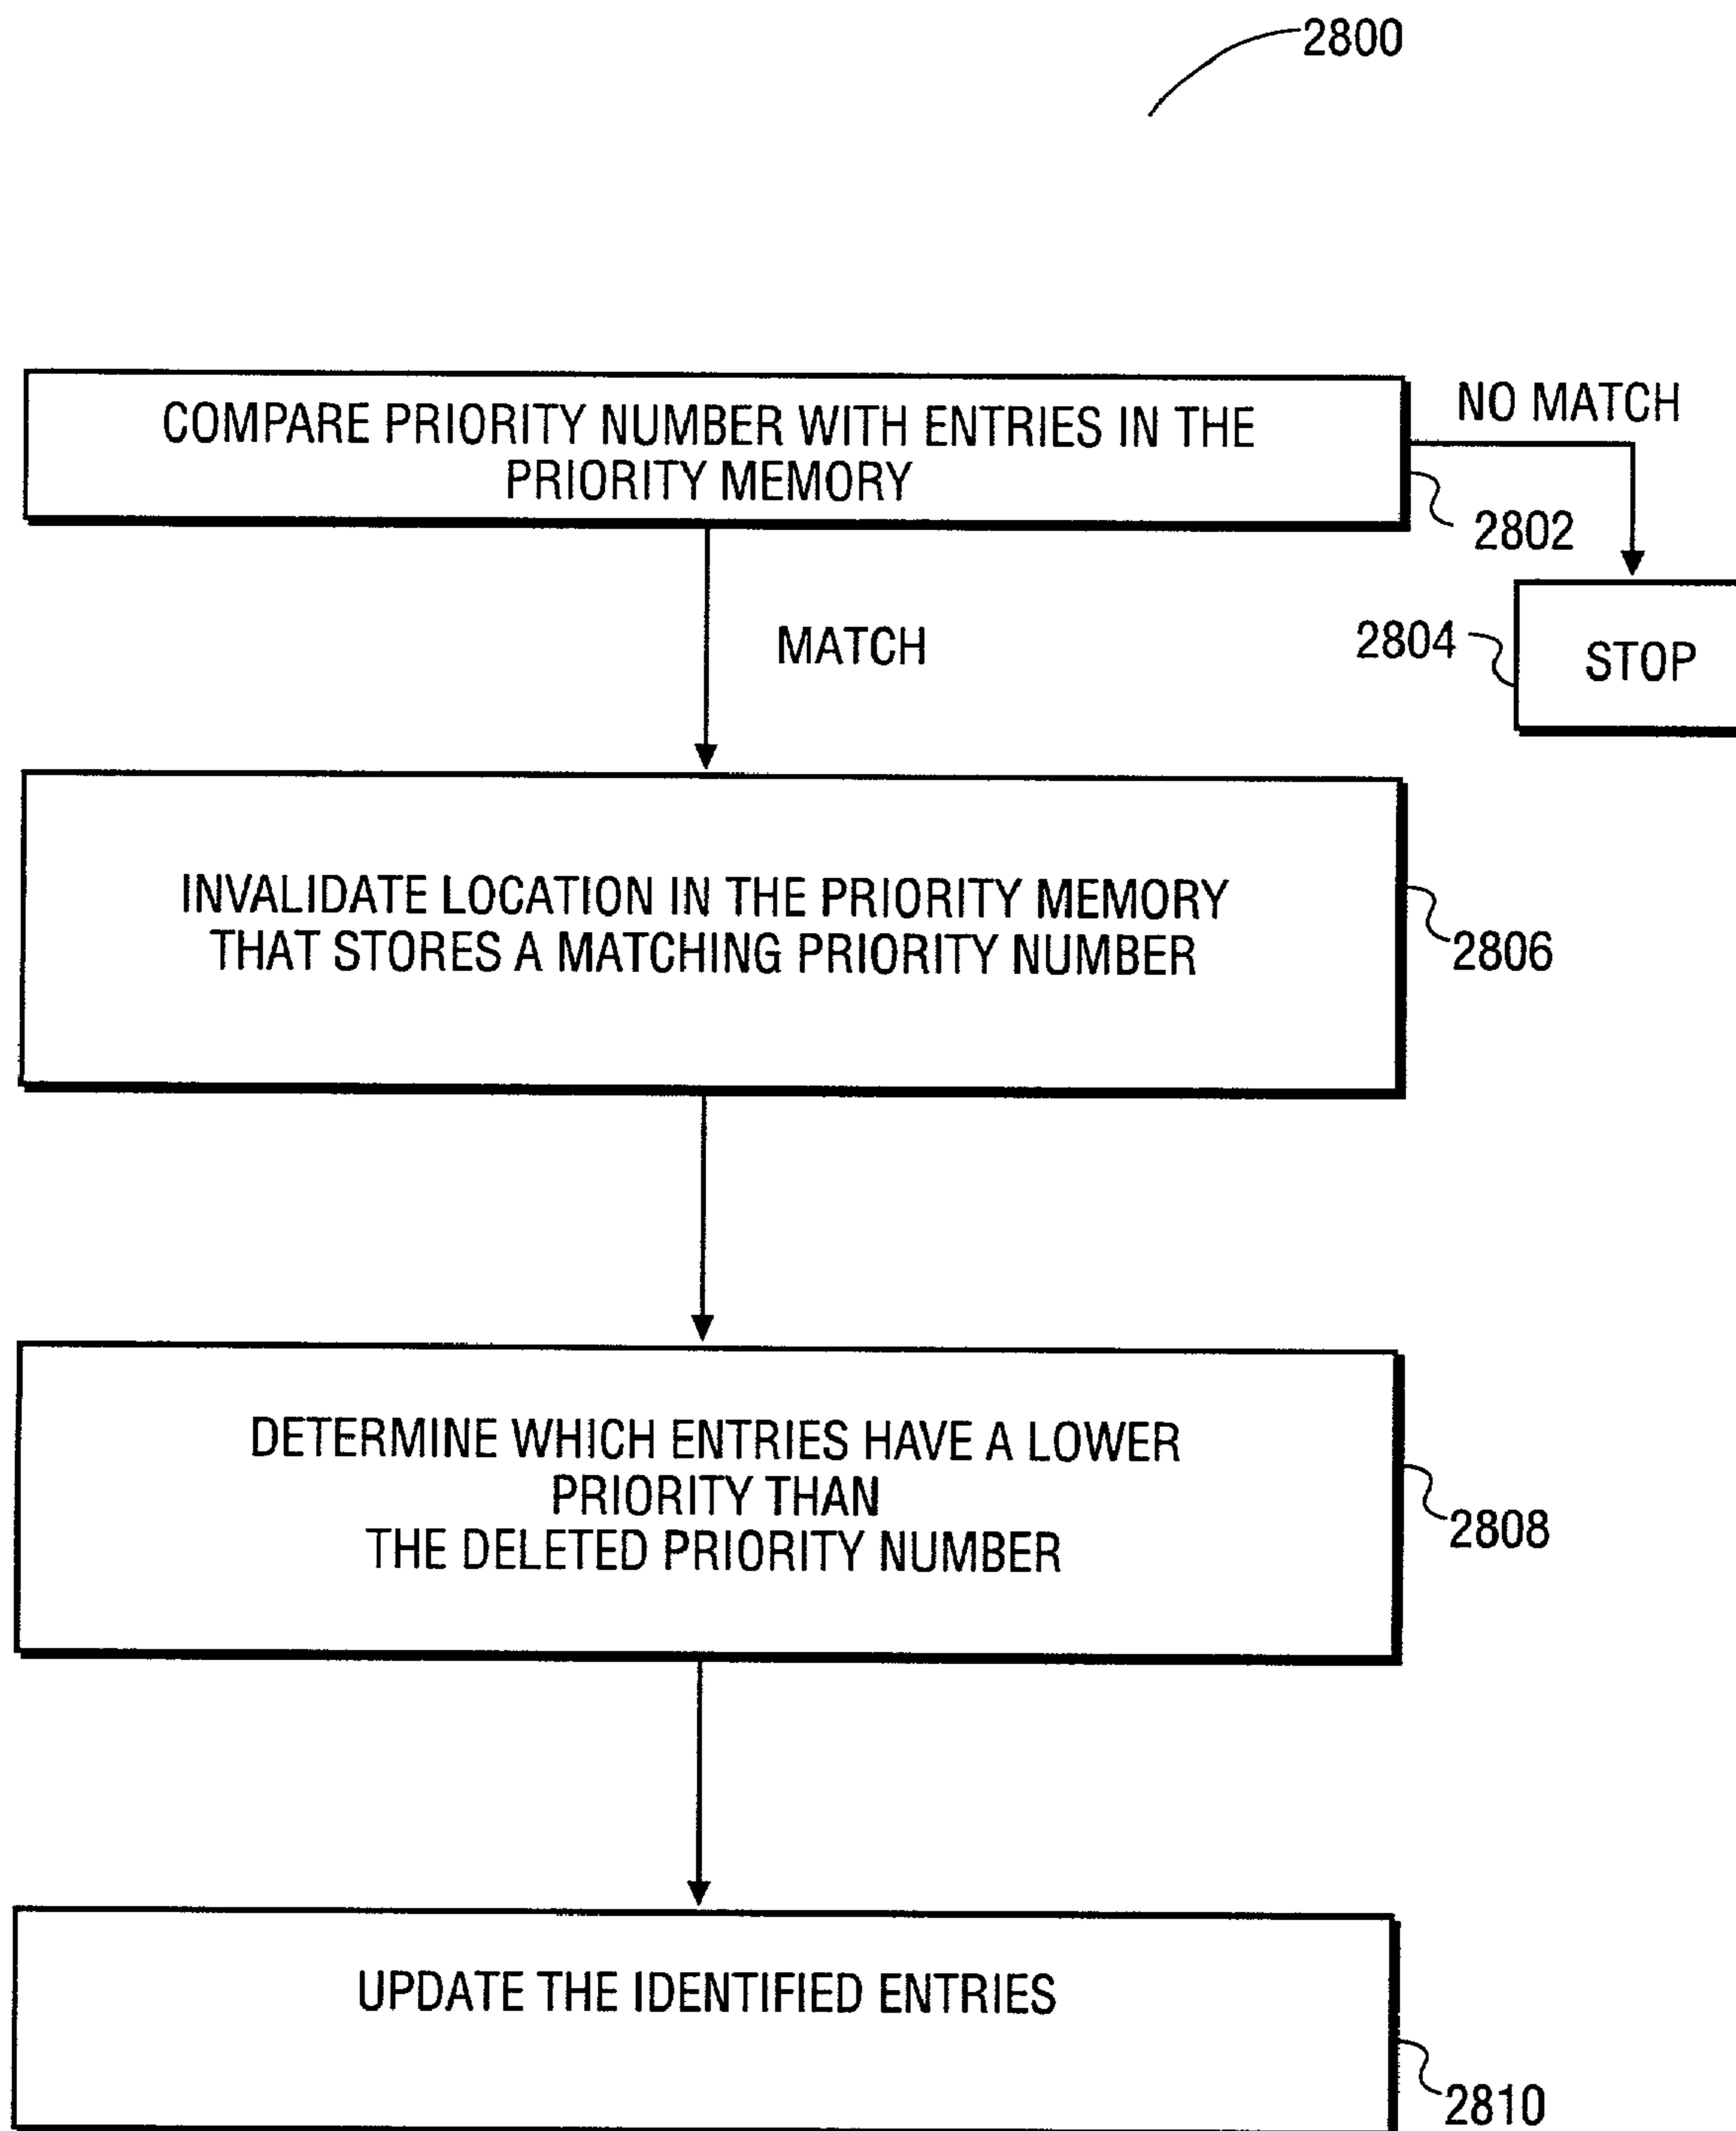 2800
COMPARE PRIORITY NUMBER WITH ENTRIES IN THE
PRIORITY MEMORY
NO MATCH
2802
MATCH
2804
STOP
INVALIDATE LOCATION IN THE PRIORITY MEMORY
THAT STORES A MATCHING PRIORITY NUMBER
2806
DETERMINE WHICH ENTRIES HAVE A LOWER
PRIORITY THAN
THE DELETED PRIORITY NUMBER
2808
UPDATE THE IDENTIFIED ENTRIES
2810